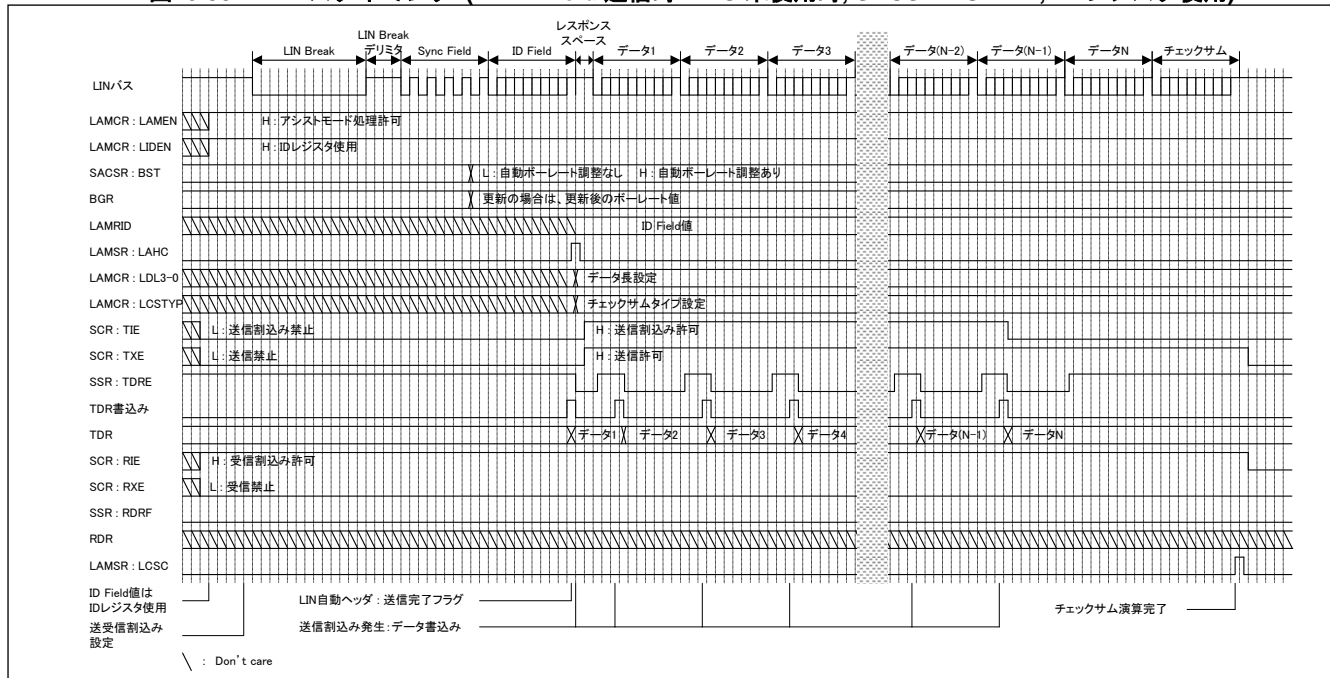 LIN Break
LIN Break
デリミタ
Sync Field
ID Field
レスポンス
スペース
データ1
データ2
データ3
データ(N-2)
データ(N-1)
データN
チェックサム
LINバス
LAMCR : LAMEN
H : アシストモード処理許可
LAMCR : LIDEN
H : IDレジスタ使用
SACSR : BST
L : 自動ボーレート調整なし H : 自動ボーレート調整あり
BGR
更新の場合は、更新後のボーレート値
LAMRID
ID Field値
LAMSR : LAHC
LAMCR : LDL3-0
データ長設定
LAMCR : LCSTYP
チェックサムタイプ設定
SCR : TIE
L : 送信割込み禁止
H : 送信割込み許可
SCR : TXE
L : 送信禁止
H : 送信許可
SSR : TDRE
TDR書込み
TDR
データ1
データ2
データ3
データ4
データ(N-1)
データN
SCR : RIE
H : 受信割込み許可
SCR : RXE
L : 受信禁止
SSR : RDRF
RDR
LAMSR : LCSC
ID Field値は
IDレジスタ使用
LIN自動ヘッダ : 送信完了フラグ
チェックサム演算完了
送受信割込み
設定
送信割込み発生:データ書込み
\ : Don't care